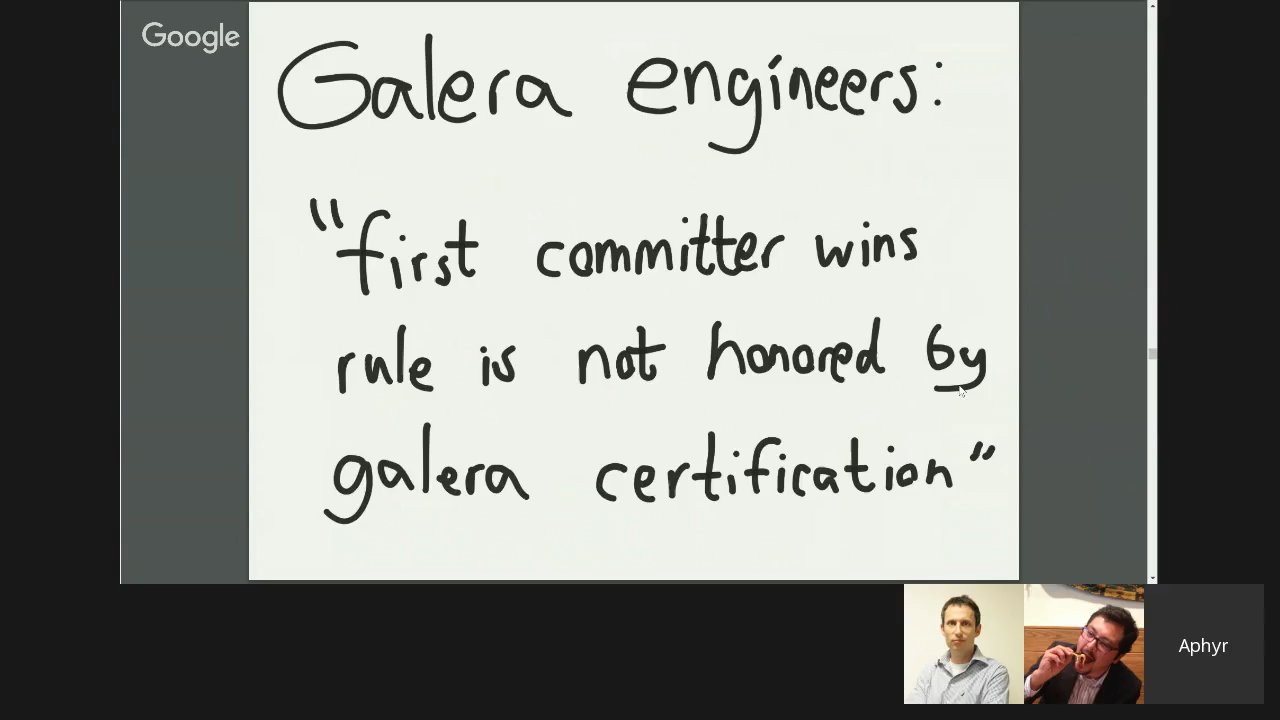 Google
Galera engineers:
"first committer wins
rule is not honored by
galera certification"
Aphyr